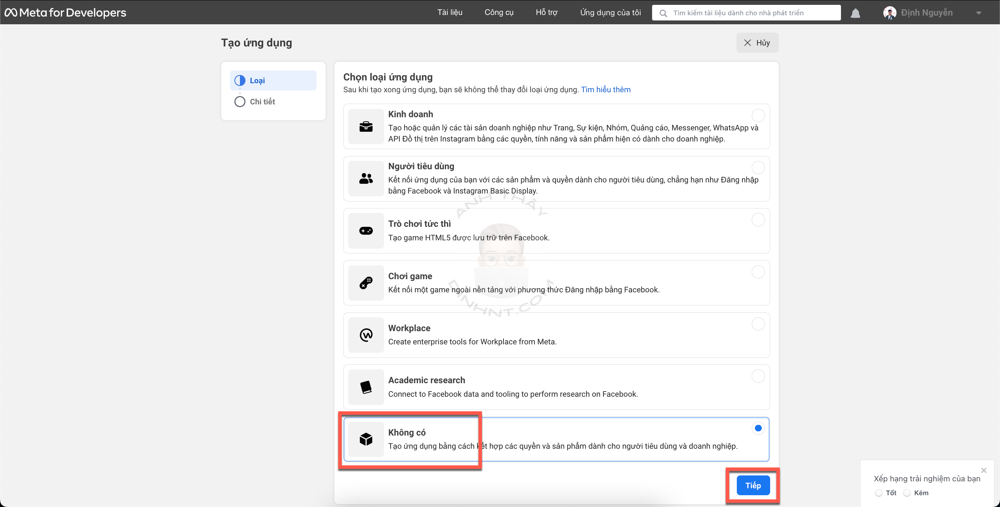 Meta for Developers
Tài liệu
Công cụ
Hỗ trợ
Ứng dụng của tôi
Tìm kiếm tài liệu dành cho nhà phát triển
Định Nguyễn
Tạo ứng dụng
Hủy
Loại
Chi tiết
Chọn loại ứng dụng
Sau khi tạo xong ứng dụng, bạn sẽ không thể thay đổi loại ứng dụng. Tìm hiểu thêm
Kinh doanh
Tạo hoặc quản lý các tài sản doanh nghiệp như Trang, Sự kiện, Nhóm, Quảng cáo, Messenger, WhatsApp và
API Đồ thị trên Instagram bằng các quyền, tính năng và sản phẩm hiện có dành cho doanh nghiệp.
Người tiêu dùng
Kết nối ứng dụng của bạn với các sản phẩm và quyền dành cho người tiêu dùng, chẳng hạn như Đăng nhập
bằng Facebook và Instagram Basic Display.
ANH THẦY
Trò chơi tức thì
Tạo game HTML5 được lưu trữ trên Facebook.
Chơi game
Kết nối một game ngoài nền tảng với phương thức Đăng nhập bằng Facebook.
DINHNT.COM
Workplace
Create enterprise tools for Workplace from Meta.
Academic research
Connect to Facebook data and tooling to perform research on Facebook.
Không có
Tạo ứng dụng bằng cách kết hợp các quyền và sản phẩm dành cho người tiêu dùng và doanh nghiệp.
Tiếp
Xếp hạng trải nghiệm của bạn
Tốt
Kém